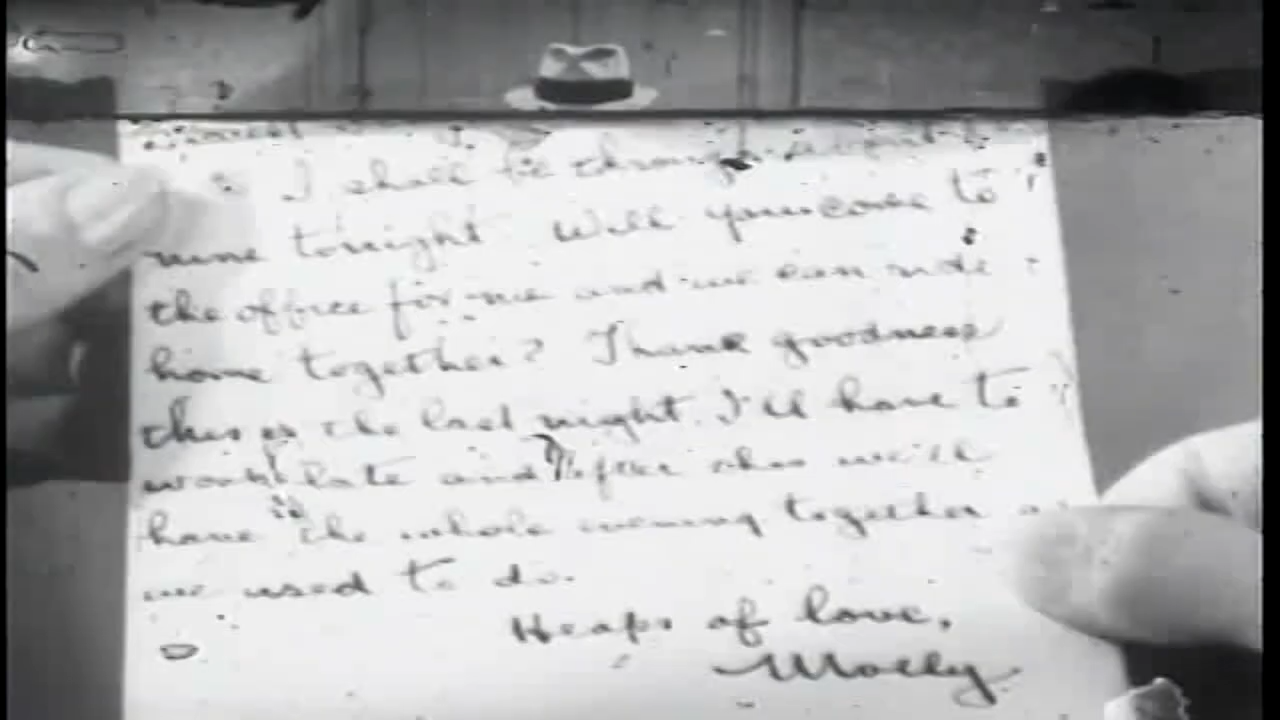 Dearest
I shall be through about
nine tonight. Will you come to
the office for me and we can ride
home together? Thank goodness
this is the last night I'll have to
work late and after this we'll
have the whole evening together as
we used to do.
Heaps of love,
Molly